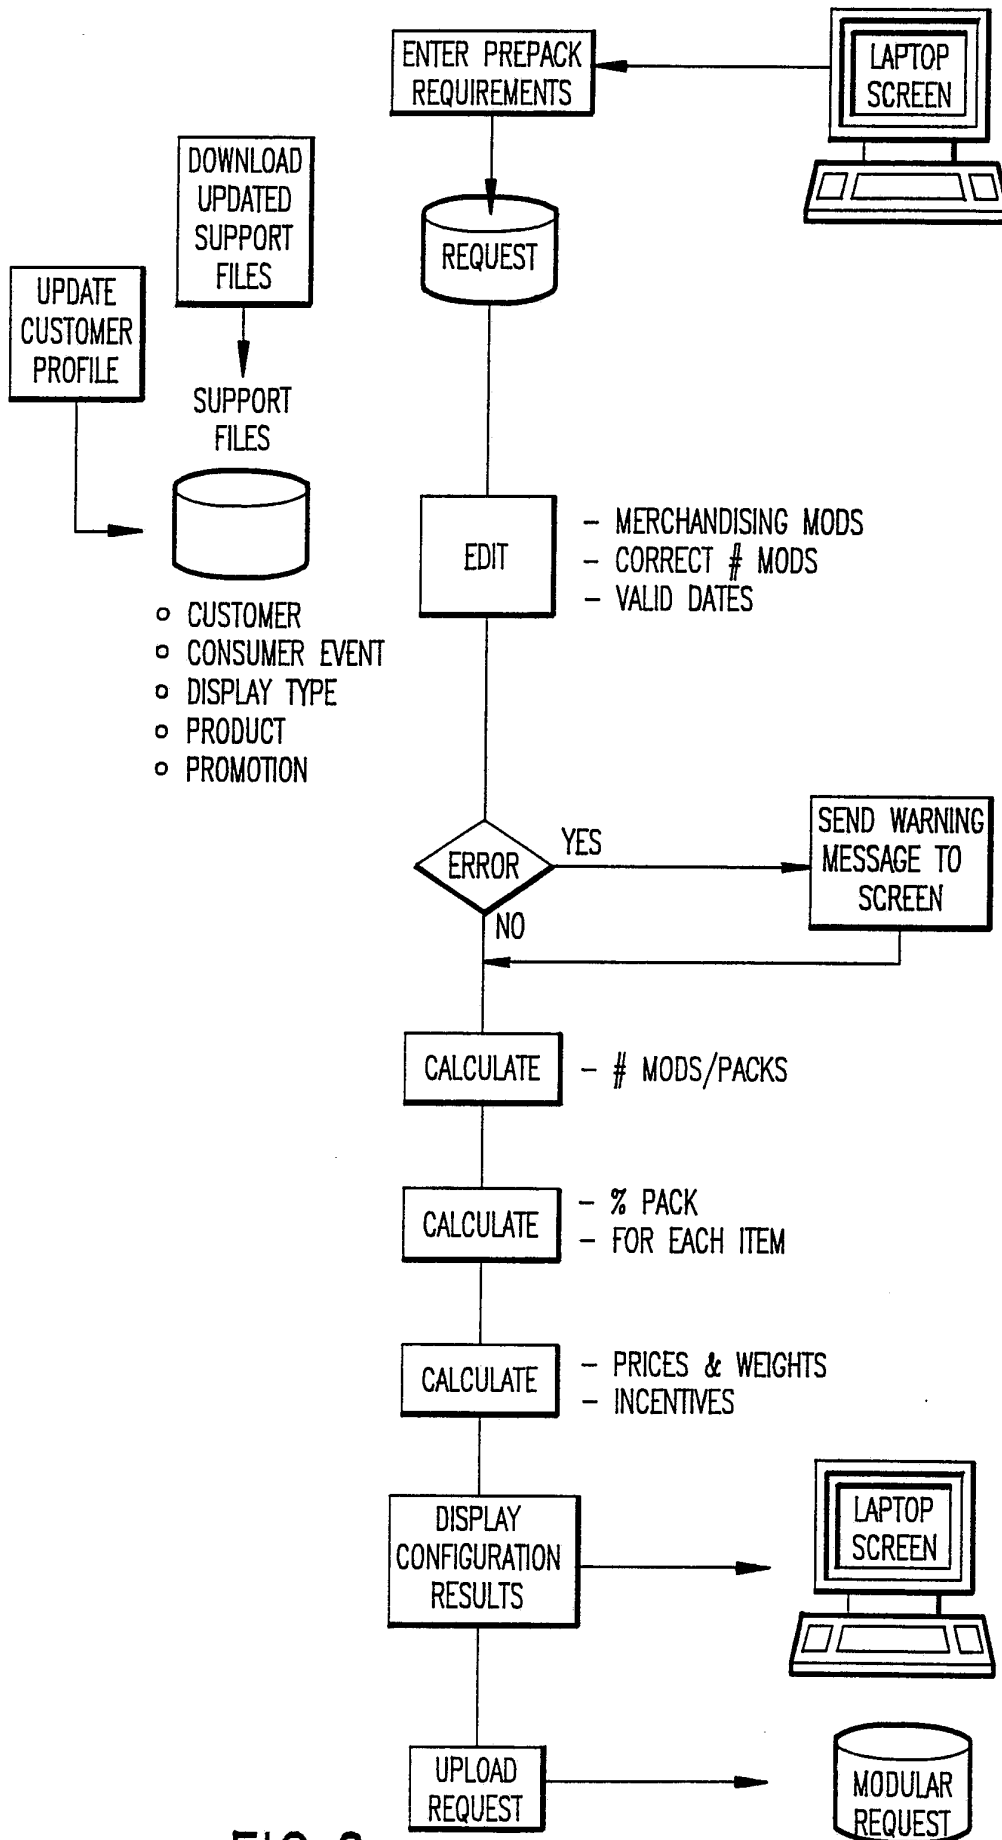 ENTER PREPACK
REQUIREMENTS
LAPTOP
SCREEN
DOWNLOAD
UPDATED
SUPPORT
FILES
REQUEST
UPDATE
CUSTOMER
PROFILE
SUPPORT
FILES
EDIT
- MERCHANDISING MODS
- CORRECT # MODS
- VALID DATES
o CUSTOMER
o CONSUMER EVENT
o DISPLAY TYPE
o PRODUCT
o PROMOTION
ERROR
YES
NO
SEND WARNING
MESSAGE TO
SCREEN
CALCULATE
- # MODS/PACKS
CALCULATE
- % PACK
- FOR EACH ITEM
CALCULATE
- PRICES & WEIGHTS
- INCENTIVES
DISPLAY
CONFIGURATION
RESULTS
LAPTOP
SCREEN
UPLOAD
REQUEST
MODULAR
REQUEST